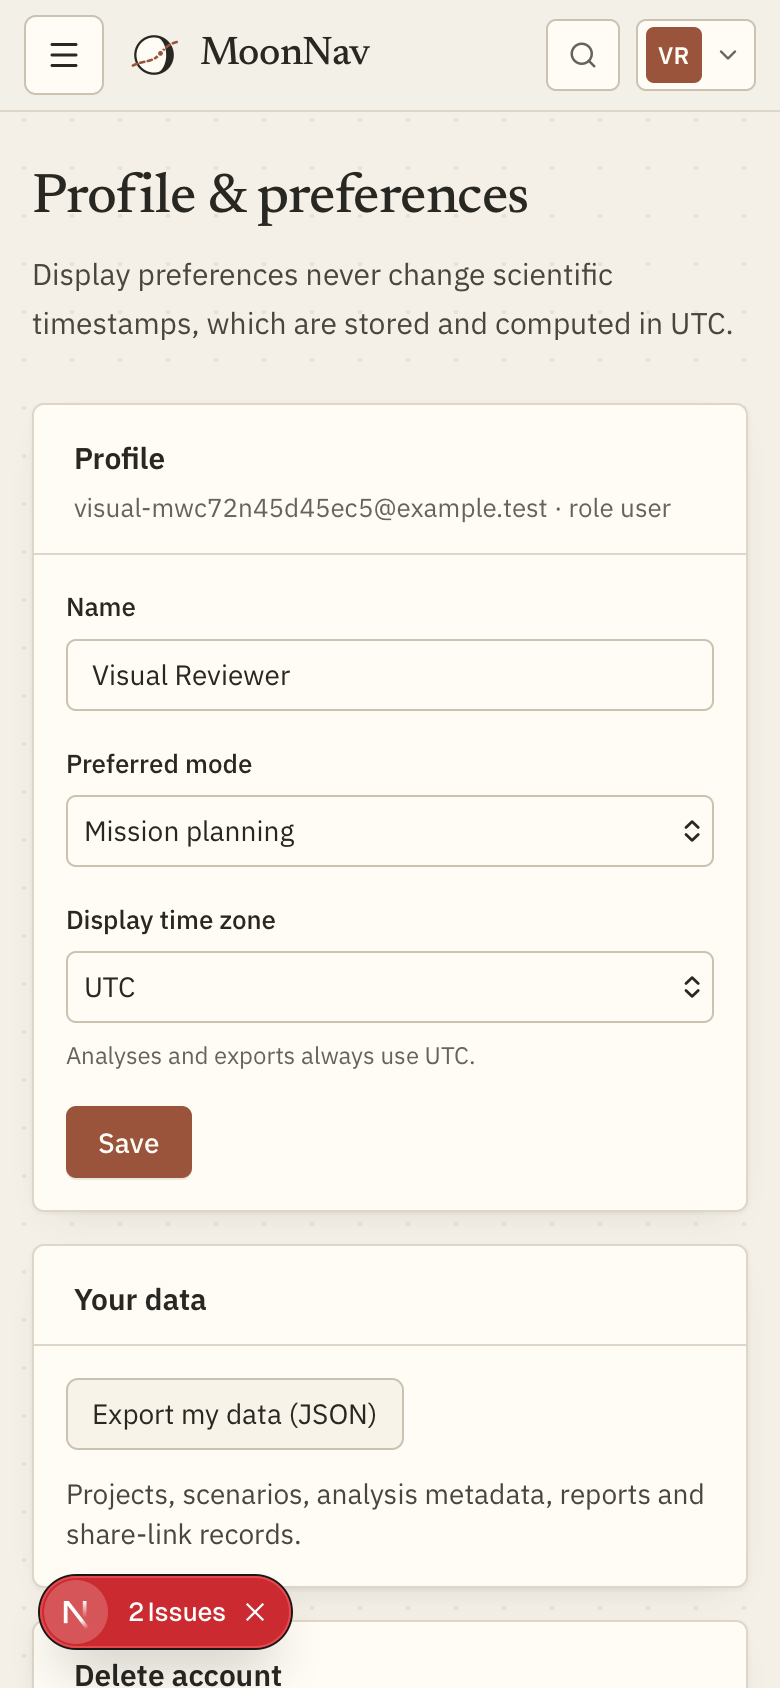 MoonNav
VR
Profile & preferences
Display preferences never change scientific
timestamps, which are stored and computed in UTC.
Profile
visual-mwc72n45d45ec5@example.test · role user
Name
Visual Reviewer
Preferred mode
Mission planning
Display time zone
UTC
Analyses and exports always use UTC.
Save
Your data
Export my data (JSON)
Projects, scenarios, analysis metadata, reports and
share-link records.
N 2 Issues
Delete account